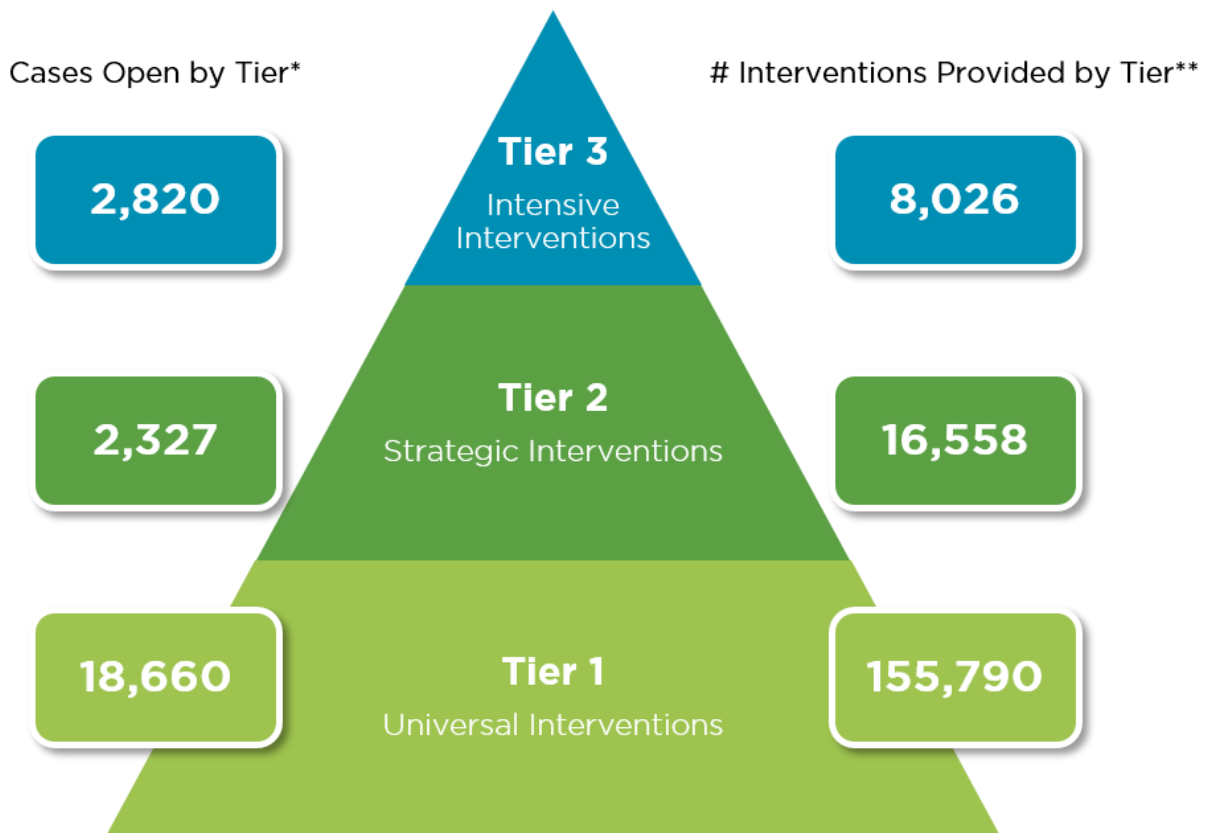 Cases Open by Tier*
# Interventions Provided by Tier**
2,820
Tier 3
Intensive
Interventions
8,026
2,327
Tier 2
Strategic Interventions
16,558
18,660
Tier 1
Universal Interventions
155,790